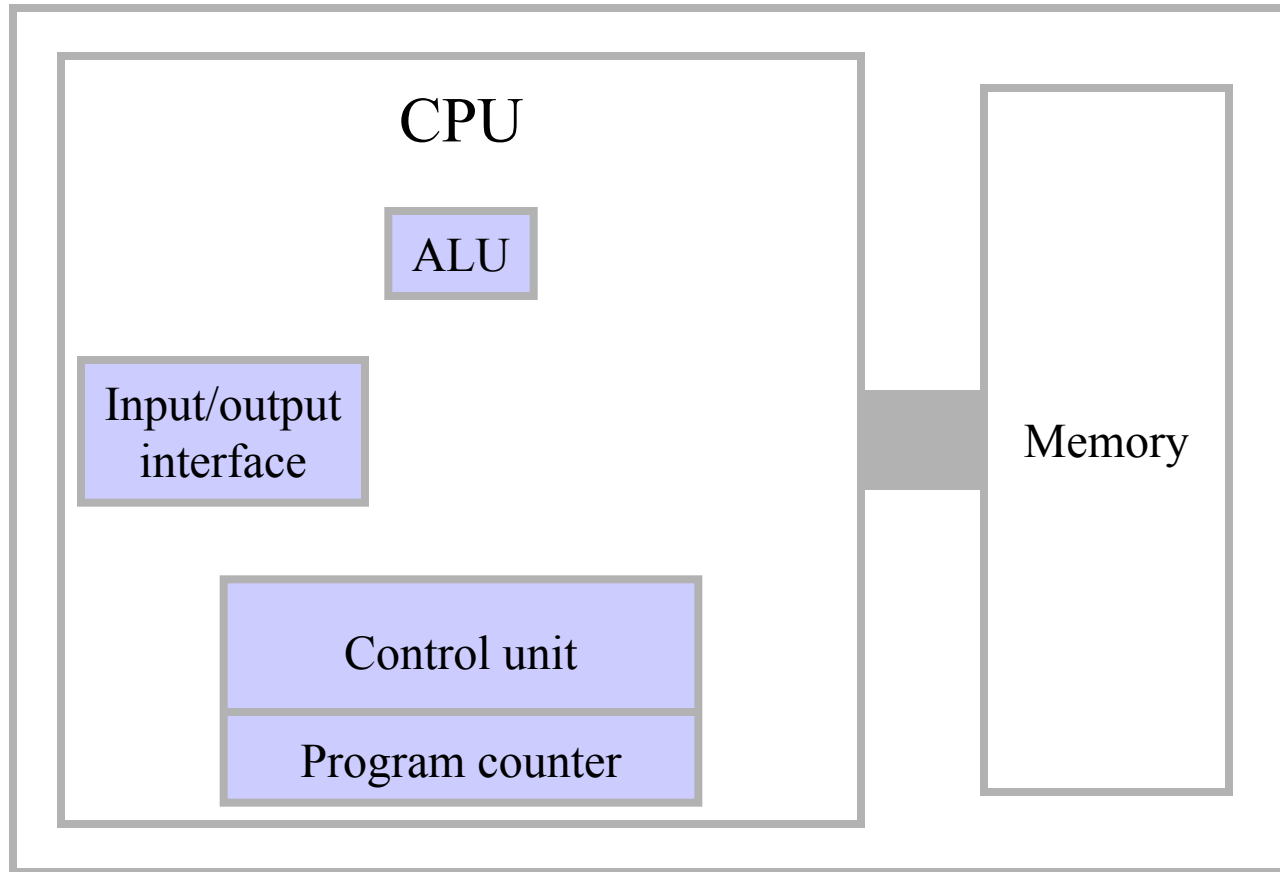 CPU
ALU
Input/output
interface
Memory
Control unit
Program counter